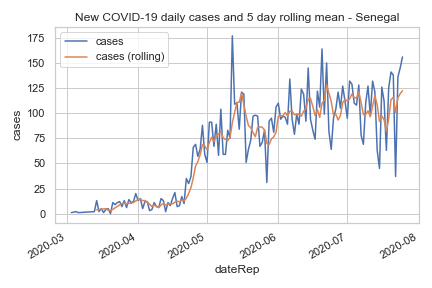 New COVID-19 daily cases and 5 day rolling mean - Senegal
cases
cases (rolling)
175
150
125
100
75
50
25
0
cases
2020-03
2020-04
2020-05
2020-06
2020-07
2020-08
dateRep